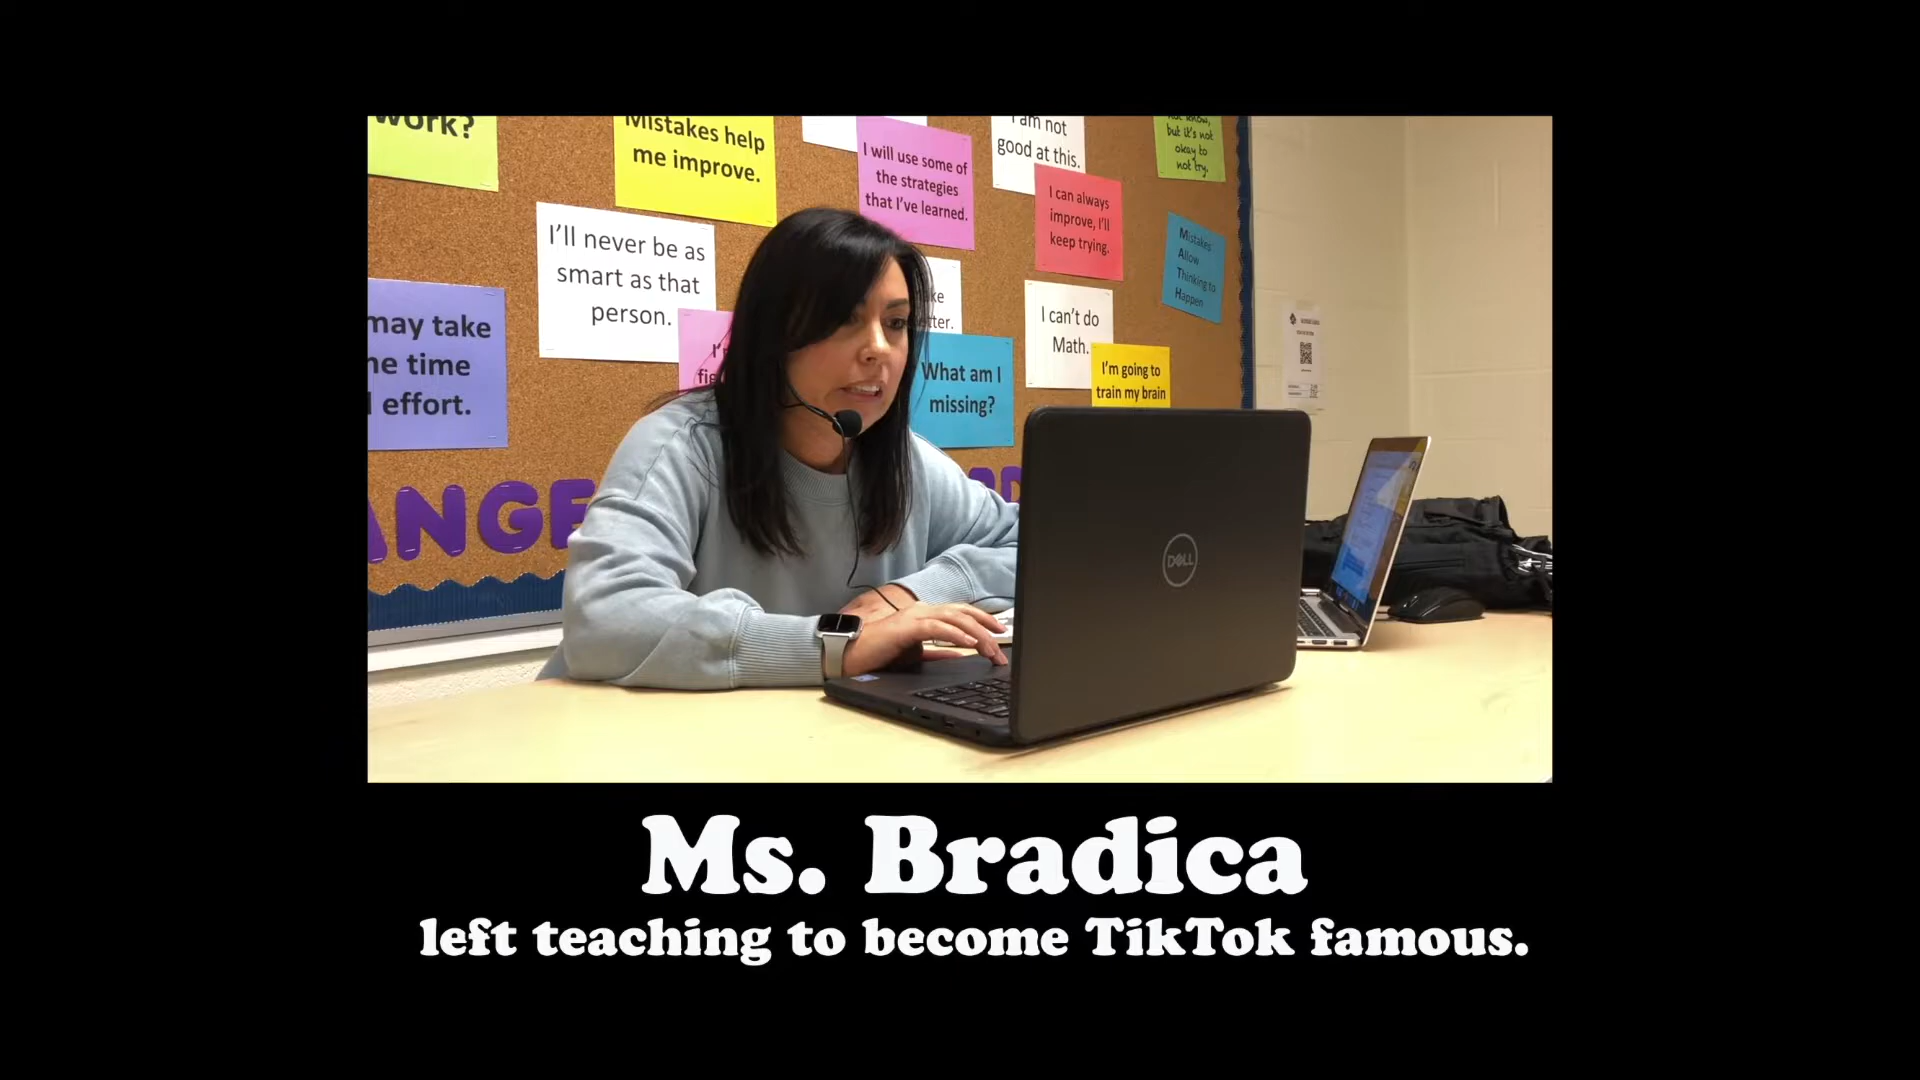 work?
Mistakes help
me improve.
I will use some of
the strategies
that I've learned.
I am not
good at this.
but it's not
okay to
not try.
I can always
improve, I'll
keep trying.
Mistakes
Allow
Thinking to
Happen
I'll never be as
smart as that
person.
may take
time
effort.
What am I
missing?
I can't do
Math.
I'm going to
train my brain
ANGE
DELL
Ms. Bradica
left teaching to become TikTok famous.